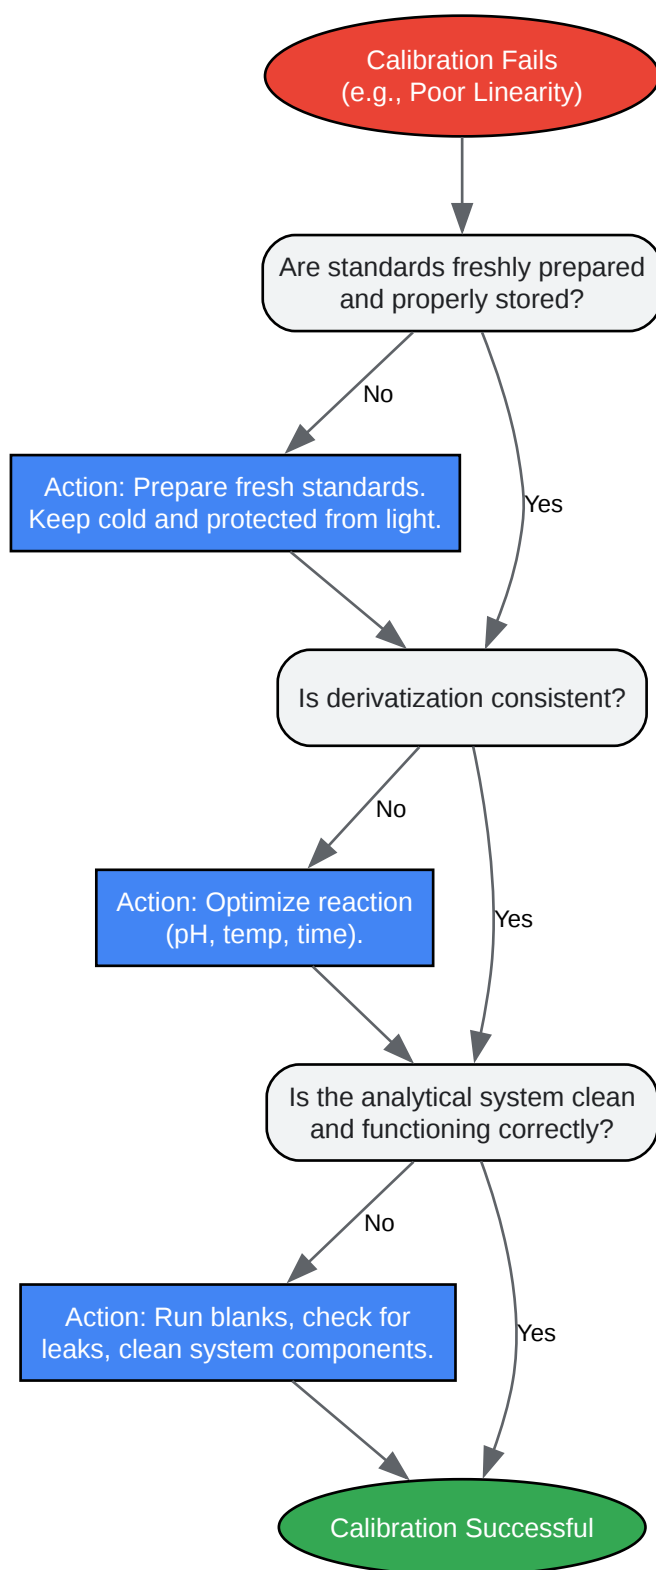 Calibration Fails
(e.g., Poor Linearity)
Are standards freshly prepared
and properly stored?
No
Action: Prepare fresh standards.
Keep cold and protected from light.
Yes
Is derivatization consistent?
No
Action: Optimize reaction
(pH, temp, time).
Yes
Is the analytical system clean
and functioning correctly?
No
Action: Run blanks, check for
leaks, clean system components.
Yes
Calibration Successful